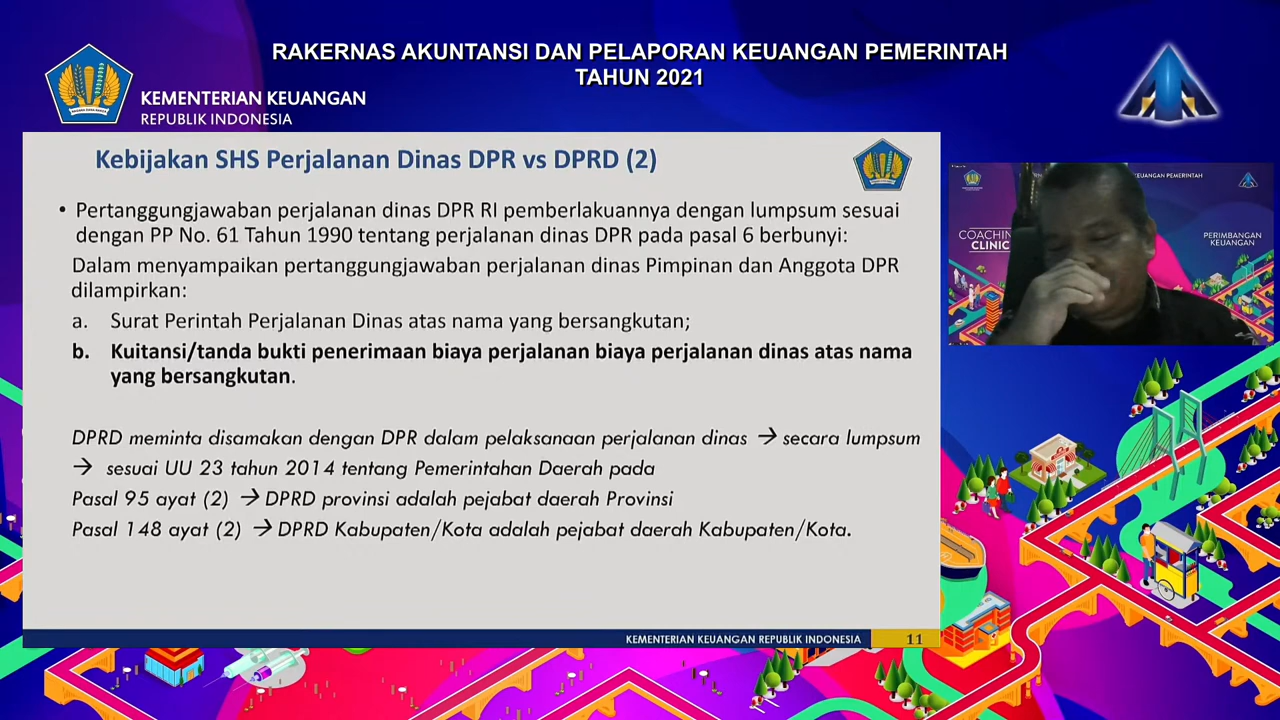 RAKERNAS AKUNTANSI DAN PELAPORAN KEUANGAN PEMERINTAH
TAHUN 2021
KEMENTERIAN KEUANGAN
REPUBLIK INDONESIA
Kebijakan SHS Perjalanan Dinas DPR vs DPRD (2)
• Pertanggungjawaban perjalanan dinas DPR RI pemberlakuannya dengan lumpsum sesuai
dengan PP No. 61 Tahun 1990 tentang perjalanan dinas DPR pada pasal 6 berbunyi:
Dalam menyampaikan pertanggungjawaban perjalanan dinas Pimpinan dan Anggota DPR
dilampirkan:
a. Surat Perintah Perjalanan Dinas atas nama yang bersangkutan;
b. Kuitansi/tanda bukti penerimaan biaya perjalanan biaya perjalanan dinas atas nama
yang bersangkutan.
DPRD meminta disamakan dengan DPR dalam pelaksanaan perjalanan dinas → secara lumpsum
→ sesuai UU 23 tahun 2014 tentang Pemerintahan Daerah pada
Pasal 95 ayat (2) → DPRD provinsi adalah pejabat daerah Provinsi
Pasal 148 ayat (2) → DPRD Kabupaten/Kota adalah pejabat daerah Kabupaten/Kota.
KEMENTERIAN KEUANGAN REPUBLIK INDONESIA 11
KEUANGAN PEMERINTAH
COACHING
CLINIC
PERIMBANGAN
KEUANGAN